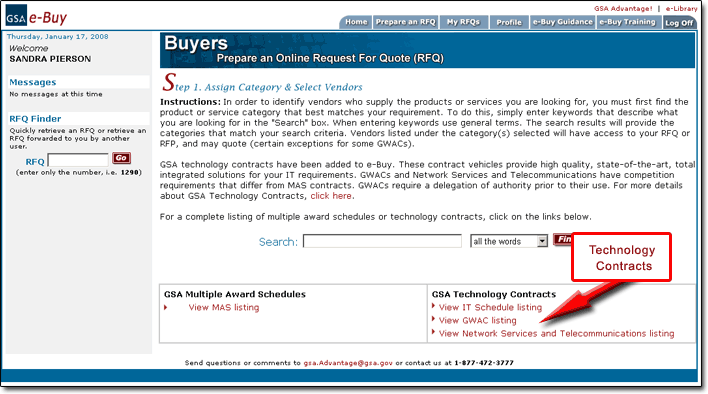 GSA Advantage! | e-Library
GSA e-Buy
Home Prepare an RFQ My RFQs Profile e-Buy Guidance e-Buy Training Log Off
Thursday, January 17, 2008
Welcome
SANDRA PIERSON
Messages
No messages at this time
RFQ Finder
Quickly retrieve an RFQ or retrieve an
RFQ forwarded to you by another
user.
RFQ Go
(enter only the number, i.e. 1290)
Buyers
Prepare an Online Request For Quote (RFQ)
Step 1. Assign Category & Select Vendors
Instructions: In order to identify vendors who supply the products or services you are looking for, you must first find the
product or service category that best matches your requirement. To do this, simply enter keywords that describe what
you are looking for in the "Search" box. When entering keywords use general terms. The search results will provide the
categories that match your search criteria. Vendors listed under the category(s) selected will have access to your RFQ or
RFP, and may quote (certain exceptions for some GWACs).
GSA technology contracts have been added to e-Buy. These contract vehicles provide high quality, state-of-the-art, total
integrated solutions for your IT requirements. GWACs and Network Services and Telecommunications have competition
requirements that differ from MAS contracts. GWACs require a delegation of authority prior to their use. For more details
about GSA Technology Contracts, click here.
For a complete listing of multiple award schedules or technology contracts, click on the links below.
Search: all the words
Technology
Contracts
GSA Multiple Award Schedules
View MAS listing
GSA Technology Contracts
View IT Schedule listing
View GWAC listing
View Network Services and Telecommunications listing
Send questions or comments to gsa.Advantage@gsa.gov or contact us at 1-877-472-3777